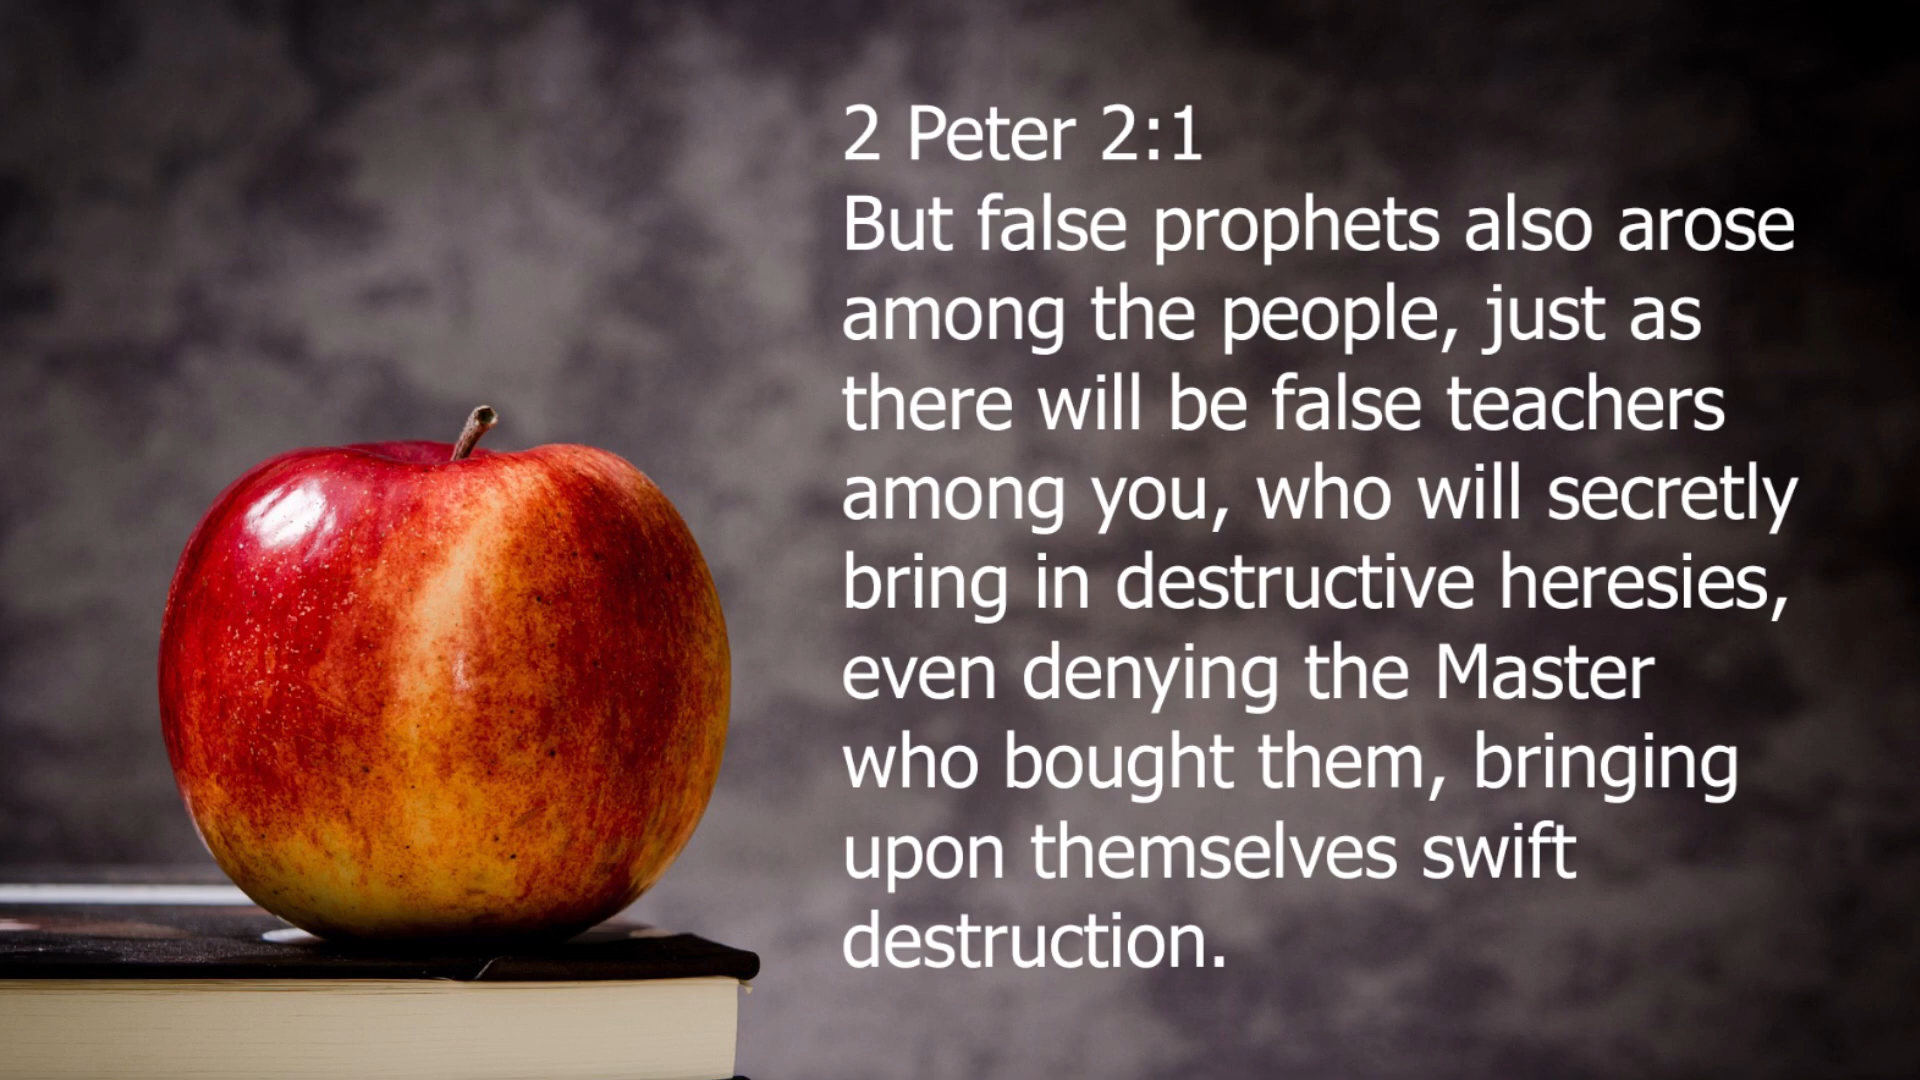 2 Peter 2:1
But false prophets also arose
among the people, just as
there will be false teachers
among you, who will secretly
bring in destructive heresies,
even denying the Master
who bought them, bringing
upon themselves swift
destruction.